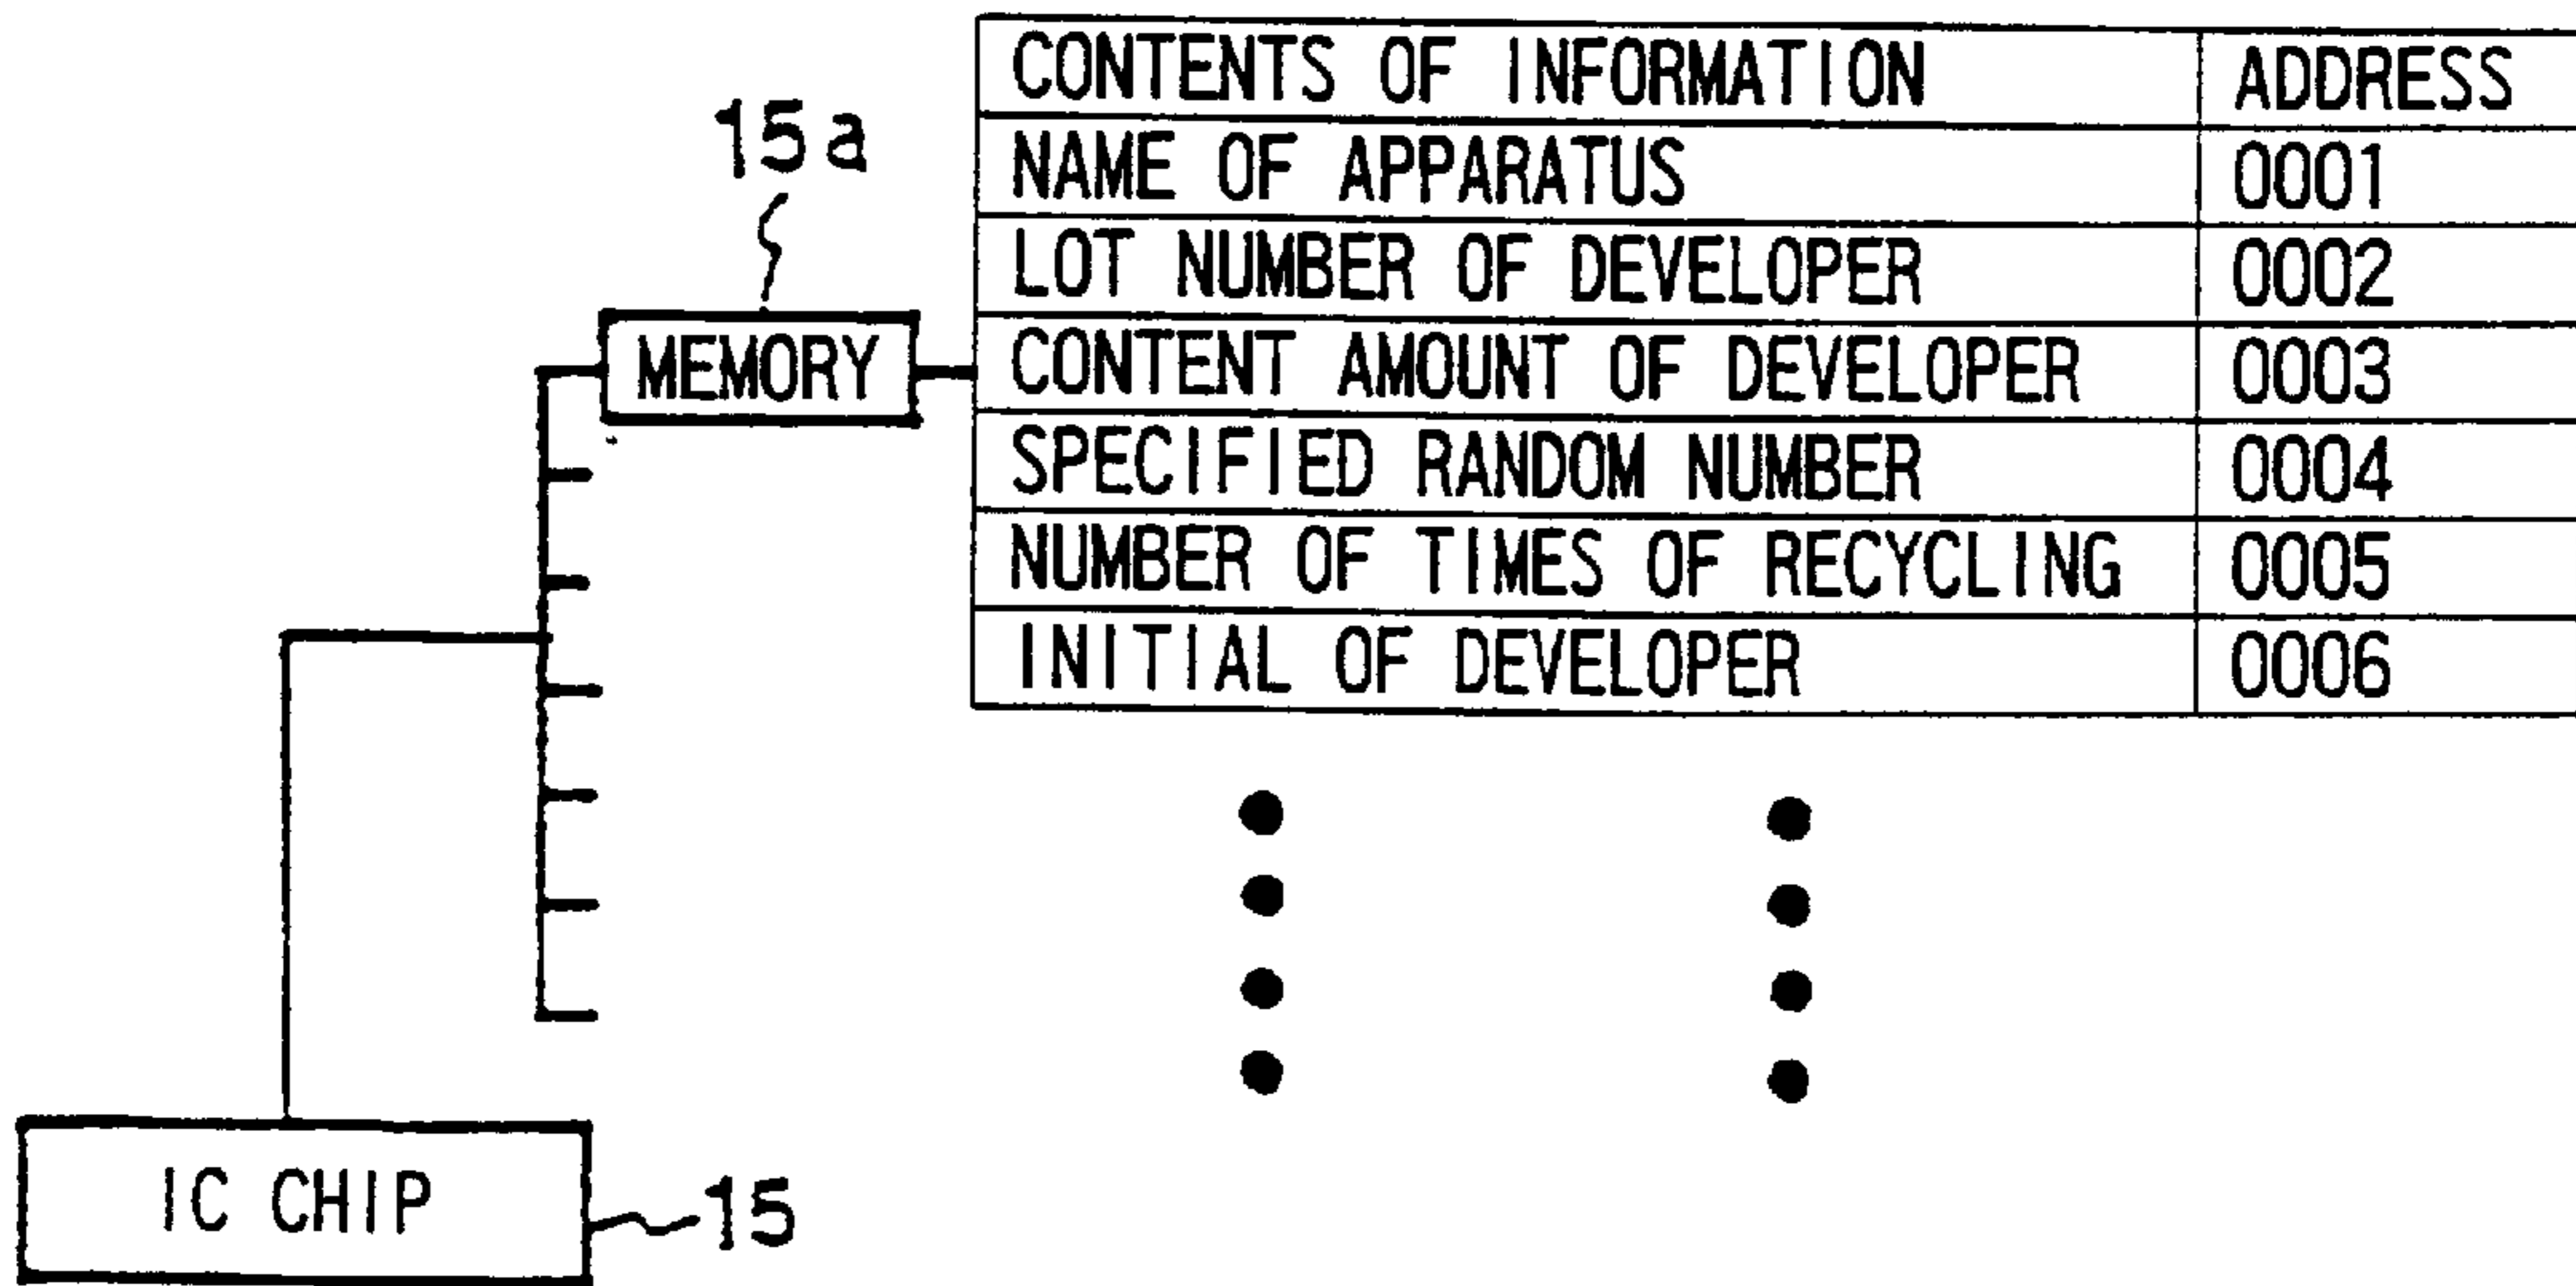 CONTENTS OF INFORMATION ADDRESS
15a
NAME OF APPARATUS 0001
LOT NUMBER OF DEVELOPER 0002
MEMORY
CONTENT AMOUNT OF DEVELOPER 0003
SPECIFIED RANDOM NUMBER 0004
NUMBER OF TIMES OF RECYCLING 0005
INITIAL OF DEVELOPER 0006
IC CHIP
15